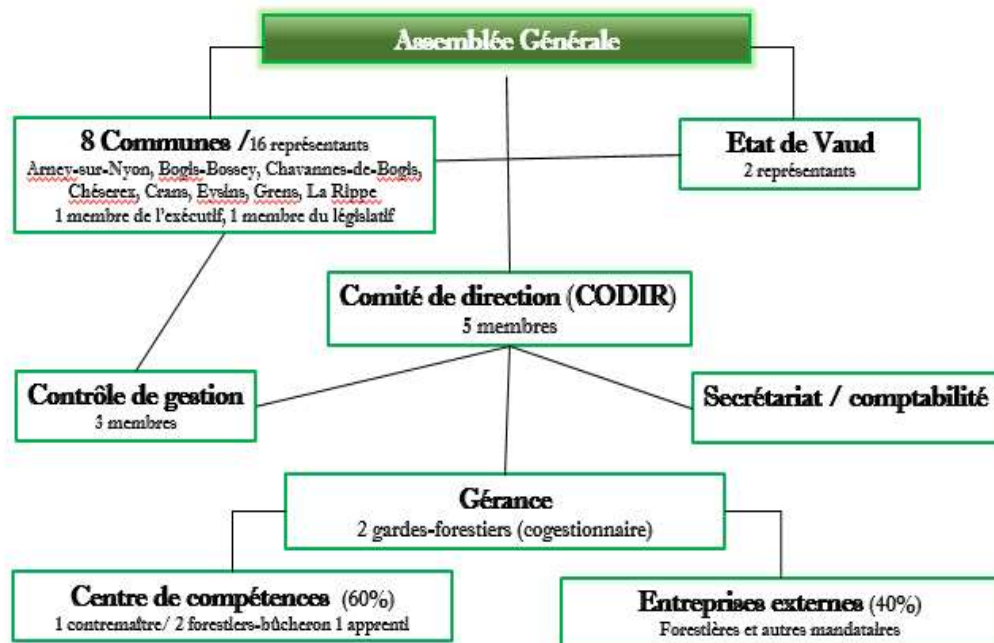 Assemblée Générale
8 Communes /16 représentants
Arney-sur-Nyon, Bogis-Bossey, Chavannes-de-Bogis,
Chéserex, Crans, Eysins, Grens, La Rippe
1 membre de l'exécutif, 1 membre du législatif
Etat de Vaud
2 représentants
Comité de direction (CODIR)
5 membres
Contrôle de gestion
3 membres
Secrétariat / comptabilité
Gérance
2 gardes-forestiers (cogestionnaire)
Centre de compétences (60%)
1 contremaître/ 2 forestiers-bûcheron 1 apprenti
Entreprises externes (40%)
Forestières et autres mandataires